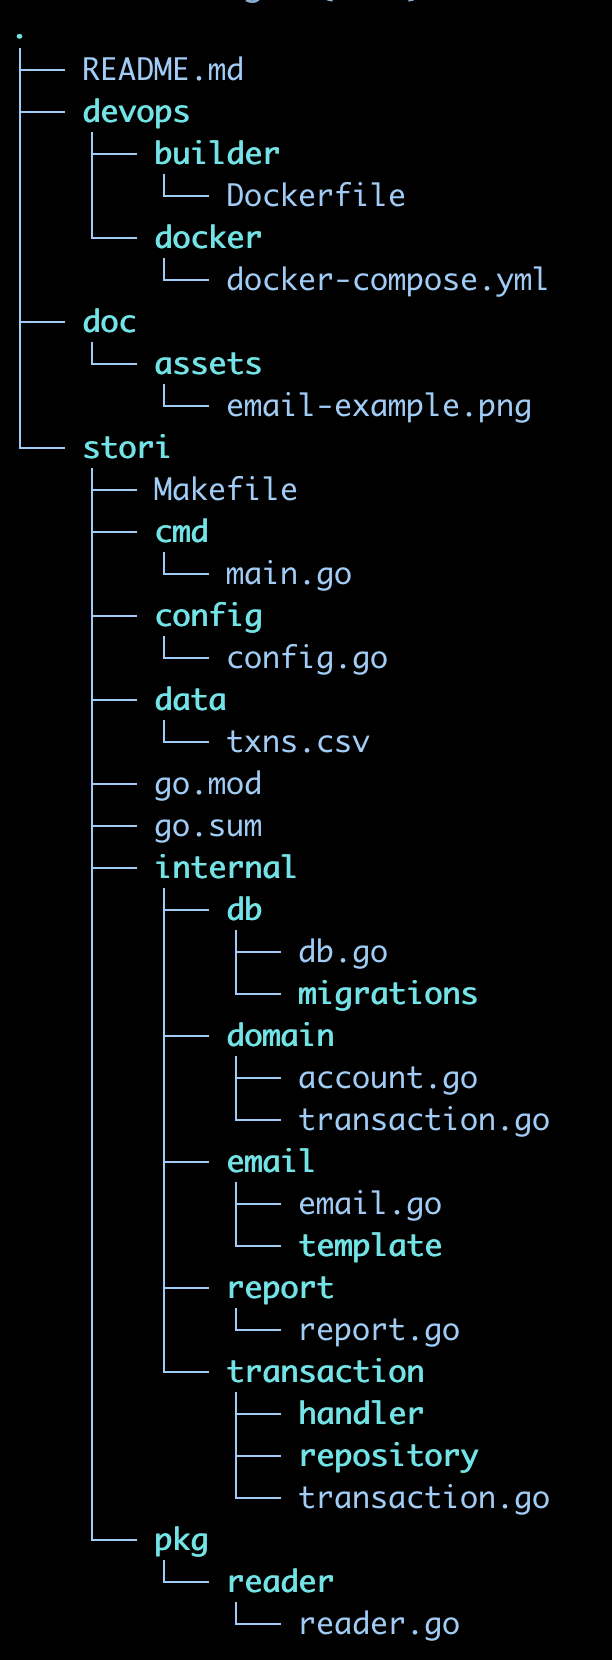 .
├── README.md
├── devops
│   ├── builder
│   │   └── Dockerfile
│   └── docker
│       └── docker-compose.yml
├── doc
│   └── assets
│       └── email-example.png
└── stori
    ├── Makefile
    ├── cmd
    │   └── main.go
    ├── config
    │   └── config.go
    ├── data
    │   └── txns.csv
    ├── go.mod
    ├── go.sum
    ├── internal
    │   ├── db
    │   │   ├── db.go
    │   │   └── migrations
    │   ├── domain
    │   │   ├── account.go
    │   │   └── transaction.go
    │   ├── email
    │   │   ├── email.go
    │   │   └── template
    │   ├── report
    │   │   └── report.go
    │   └── transaction
    │       ├── handler
    │       ├── repository
    │       └── transaction.go
    └── pkg
        └── reader
            └── reader.go